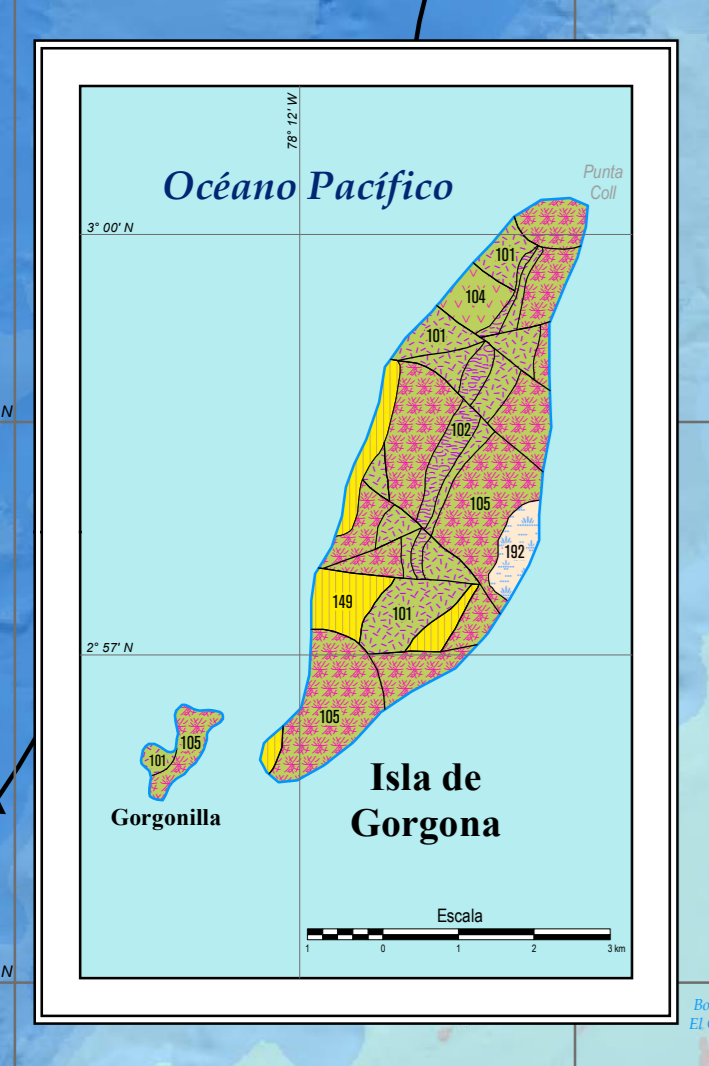 78° 12' W
Océano Pacífico
Punta
Coll
3° 00' N
101
104
101
N
102
105
192
149
101
2° 57' N
105
105
101
Isla de
Gorgona
Gorgonilla
Escala
1 0 1 2 3 km
N